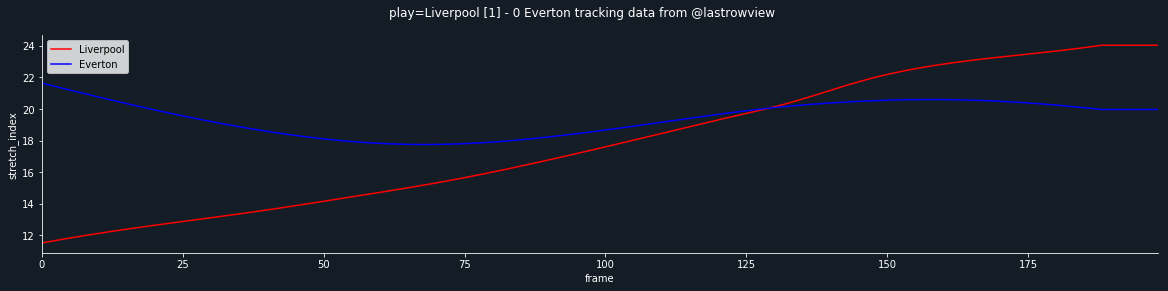 play=Liverpool [1] - 0 Everton tracking data from @lastrowview
Liverpool
Everton
stretch_index
24
22
20
18
16
14
12
0 25 50 75 100 125 150 175
frame